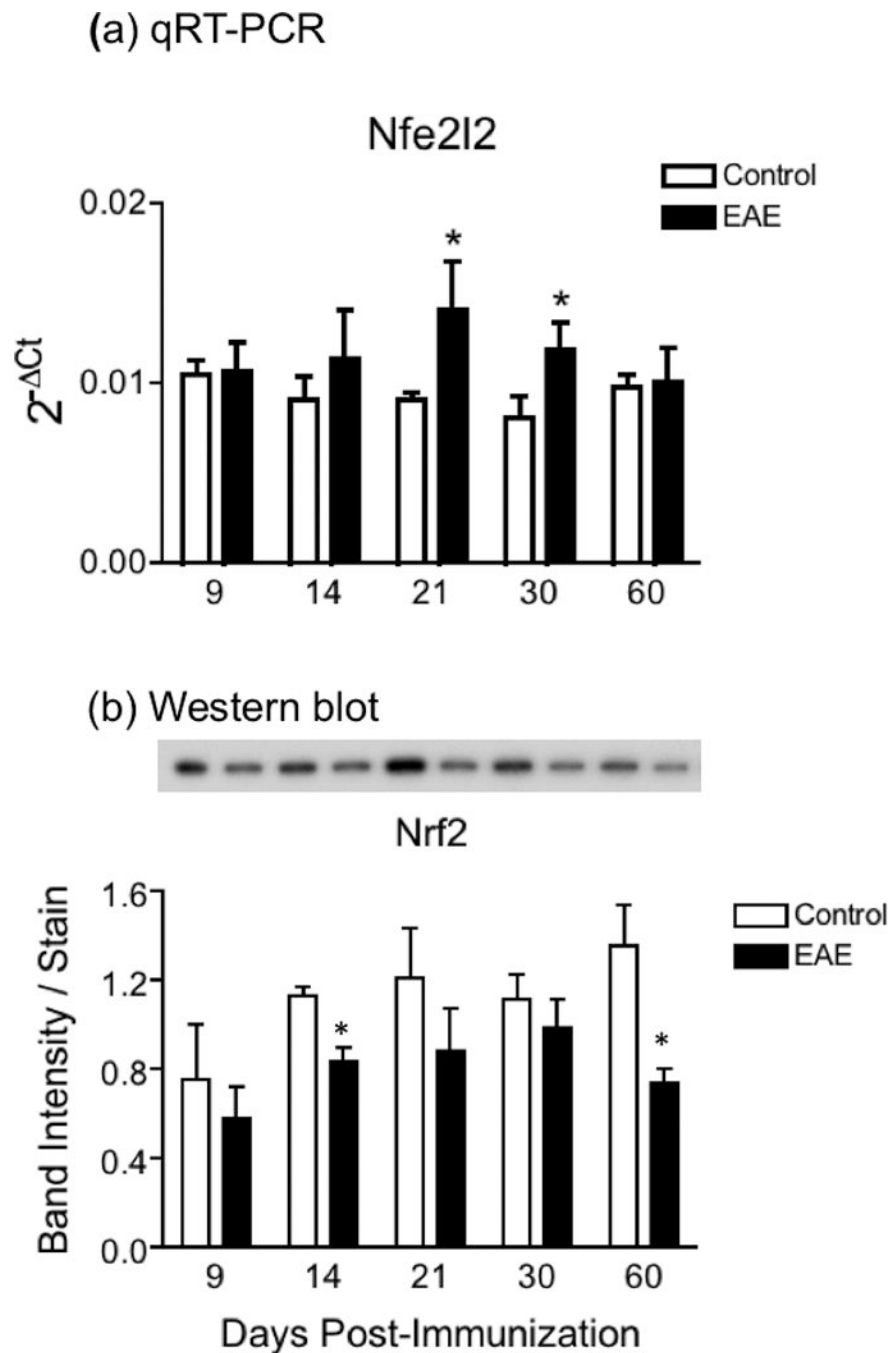 (a) qRT-PCR
Nfe2l2
Control
EAE
0.02
*
*
0.01
0.00
2^-ΔCt
9 14 21 30 60
(b) Western blot
Nrf2
Control
EAE
1.6
1.2
*
*
0.8
0.4
0.0
Band Intensity / Stain
9 14 21 30 60
Days Post-Immunization